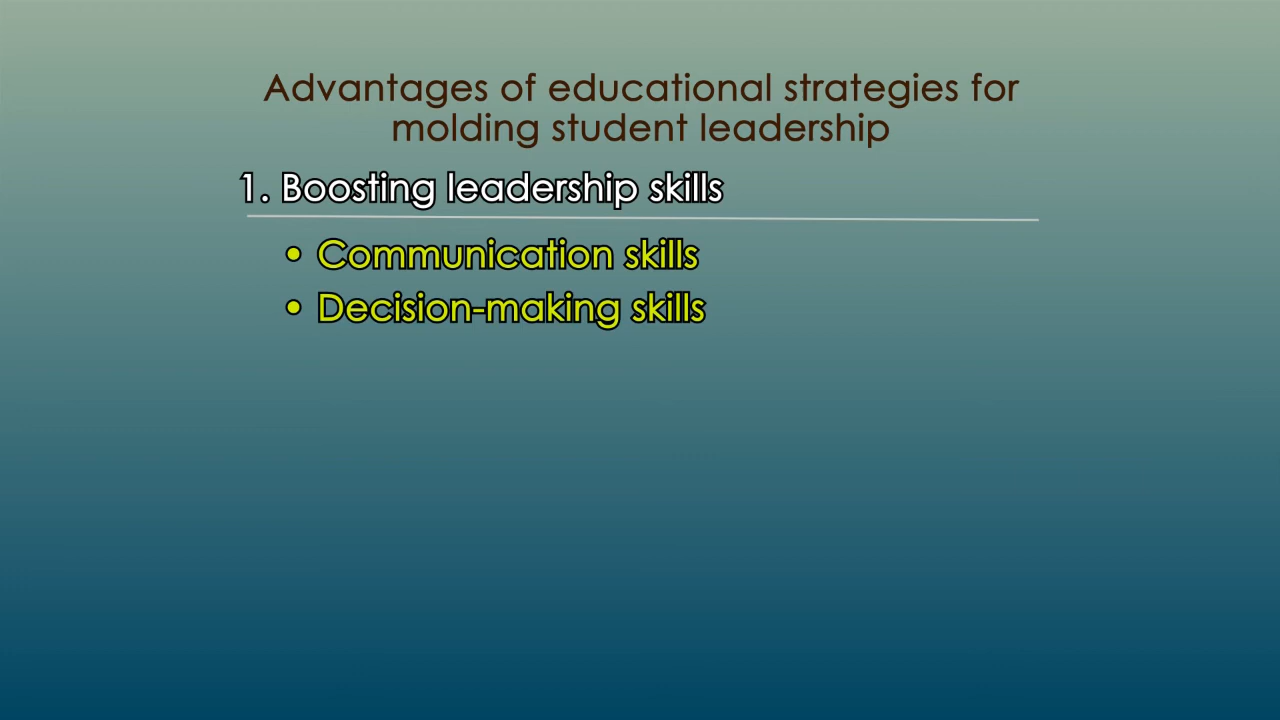 Advantages of educational strategies for
molding student leadership
1. Boosting leadership skills
• Communication skills
• Decision-making skills